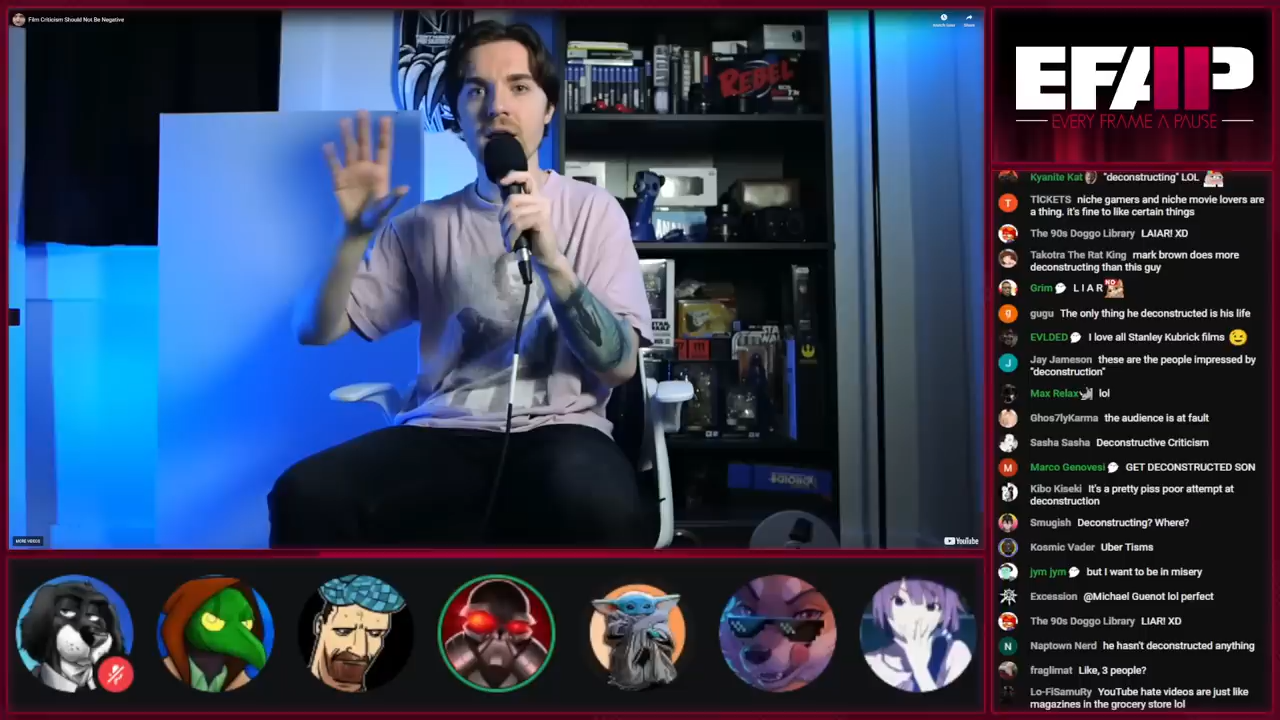 Film Criticism Should Not Be Negative
Watch later
Share
Canon
REBEL
STAR WARS
STAR WARS
MORE VIDEOS
YouTube
EFAP
EVERY FRAME A PAUSE
Kyanite Kat "deconstructing" LOL
TICKETS niche gamers and niche movie lovers are
a thing. it's fine to like certain things
The 90s Doggo Library LAIAR! XD
Takotra The Rat King mark brown does more
deconstructing than this guy
Grim L I A R
gugu The only thing he deconstructed is his life
EVLDED I love all Stanley Kubrick films
Jay Jameson these are the people impressed by
"deconstruction"
Max Relax lol
Ghos7lyKarma the audience is at fault
Sasha Sasha Deconstructive Criticism
Marco Genovesi GET DECONSTRUCTED SON
Kibo Kiseki It's a pretty piss poor attempt at
deconstruction
Smugish Deconstructing? Where?
Kosmic Vader Uber Tisms
jym jym but I want to be in misery
Excession @Michael Guenot lol perfect
The 90s Doggo Library LIAR! XD
Naptown Nerd he hasn't deconstructed anything
fraglimat Like, 3 people?
Lo-FiSamuRy YouTube hate videos are just like
magazines in the grocery store lol